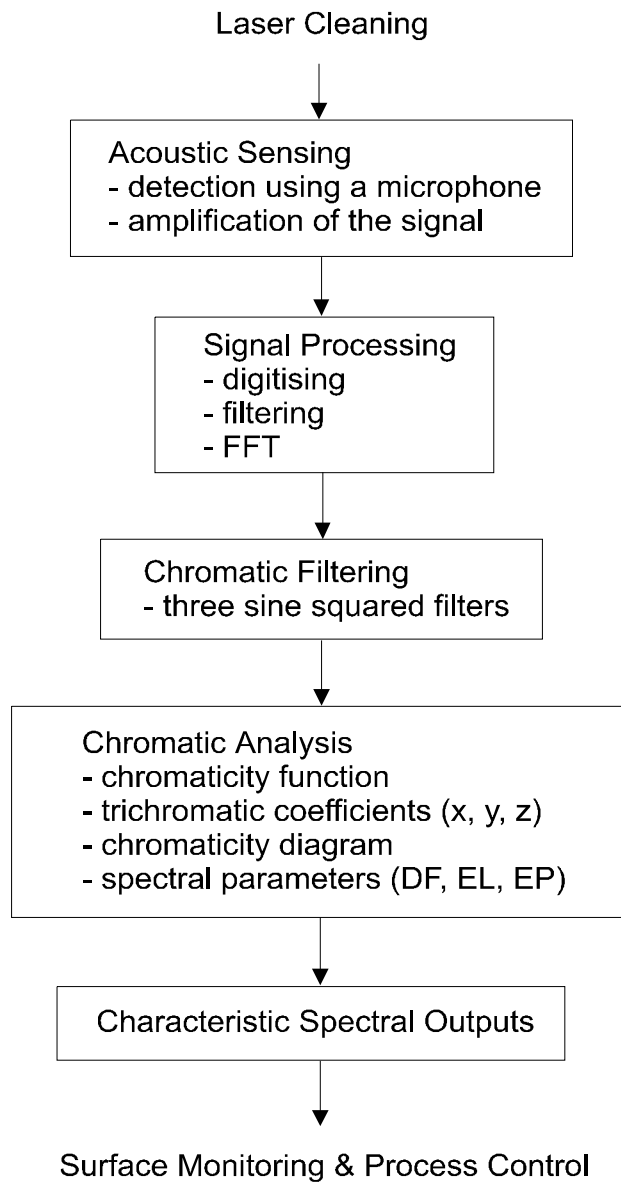 Laser Cleaning
Acoustic Sensing
- detection using a microphone
- amplification of the signal
Signal Processing
- digitising
- filtering
- FFT
Chromatic Filtering
- three sine squared filters
Chromatic Analysis
- chromaticity function
- trichromatic coefficients (x, y, z)
- chromaticity diagram
- spectral parameters (DF, EL, EP)
Characteristic Spectral Outputs
Surface Monitoring & Process Control